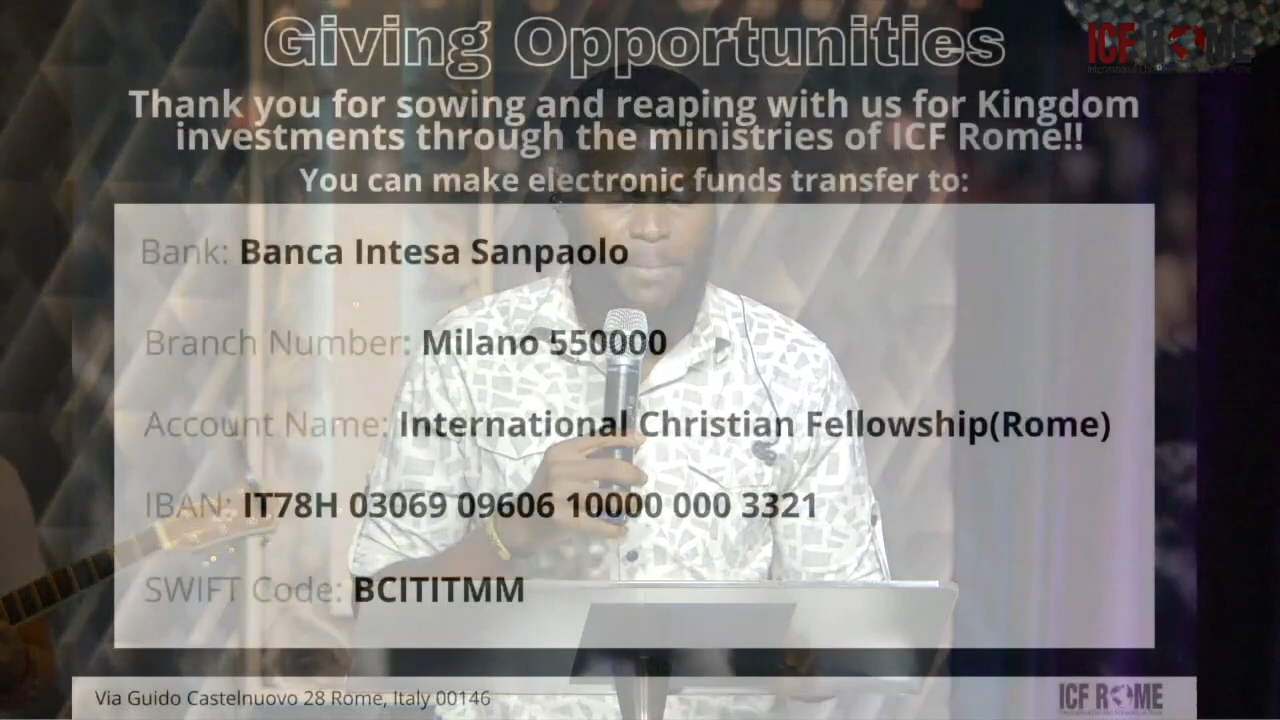 Giving Opportunities
ICF ROME
Thank you for sowing and reaping with us for Kingdom
investments through the ministries of ICF Rome!!
You can make electronic funds transfer to:
Bank: Banca Intesa Sanpaolo
Branch Number: Milano 550000
Account Name: International Christian Fellowship(Rome)
IBAN: IT78H 03069 09606 10000 000 3321
SWIFT Code: BCITITMM
Via Guido Castelnuovo 28 Rome, Italy 00146
ICF ROME